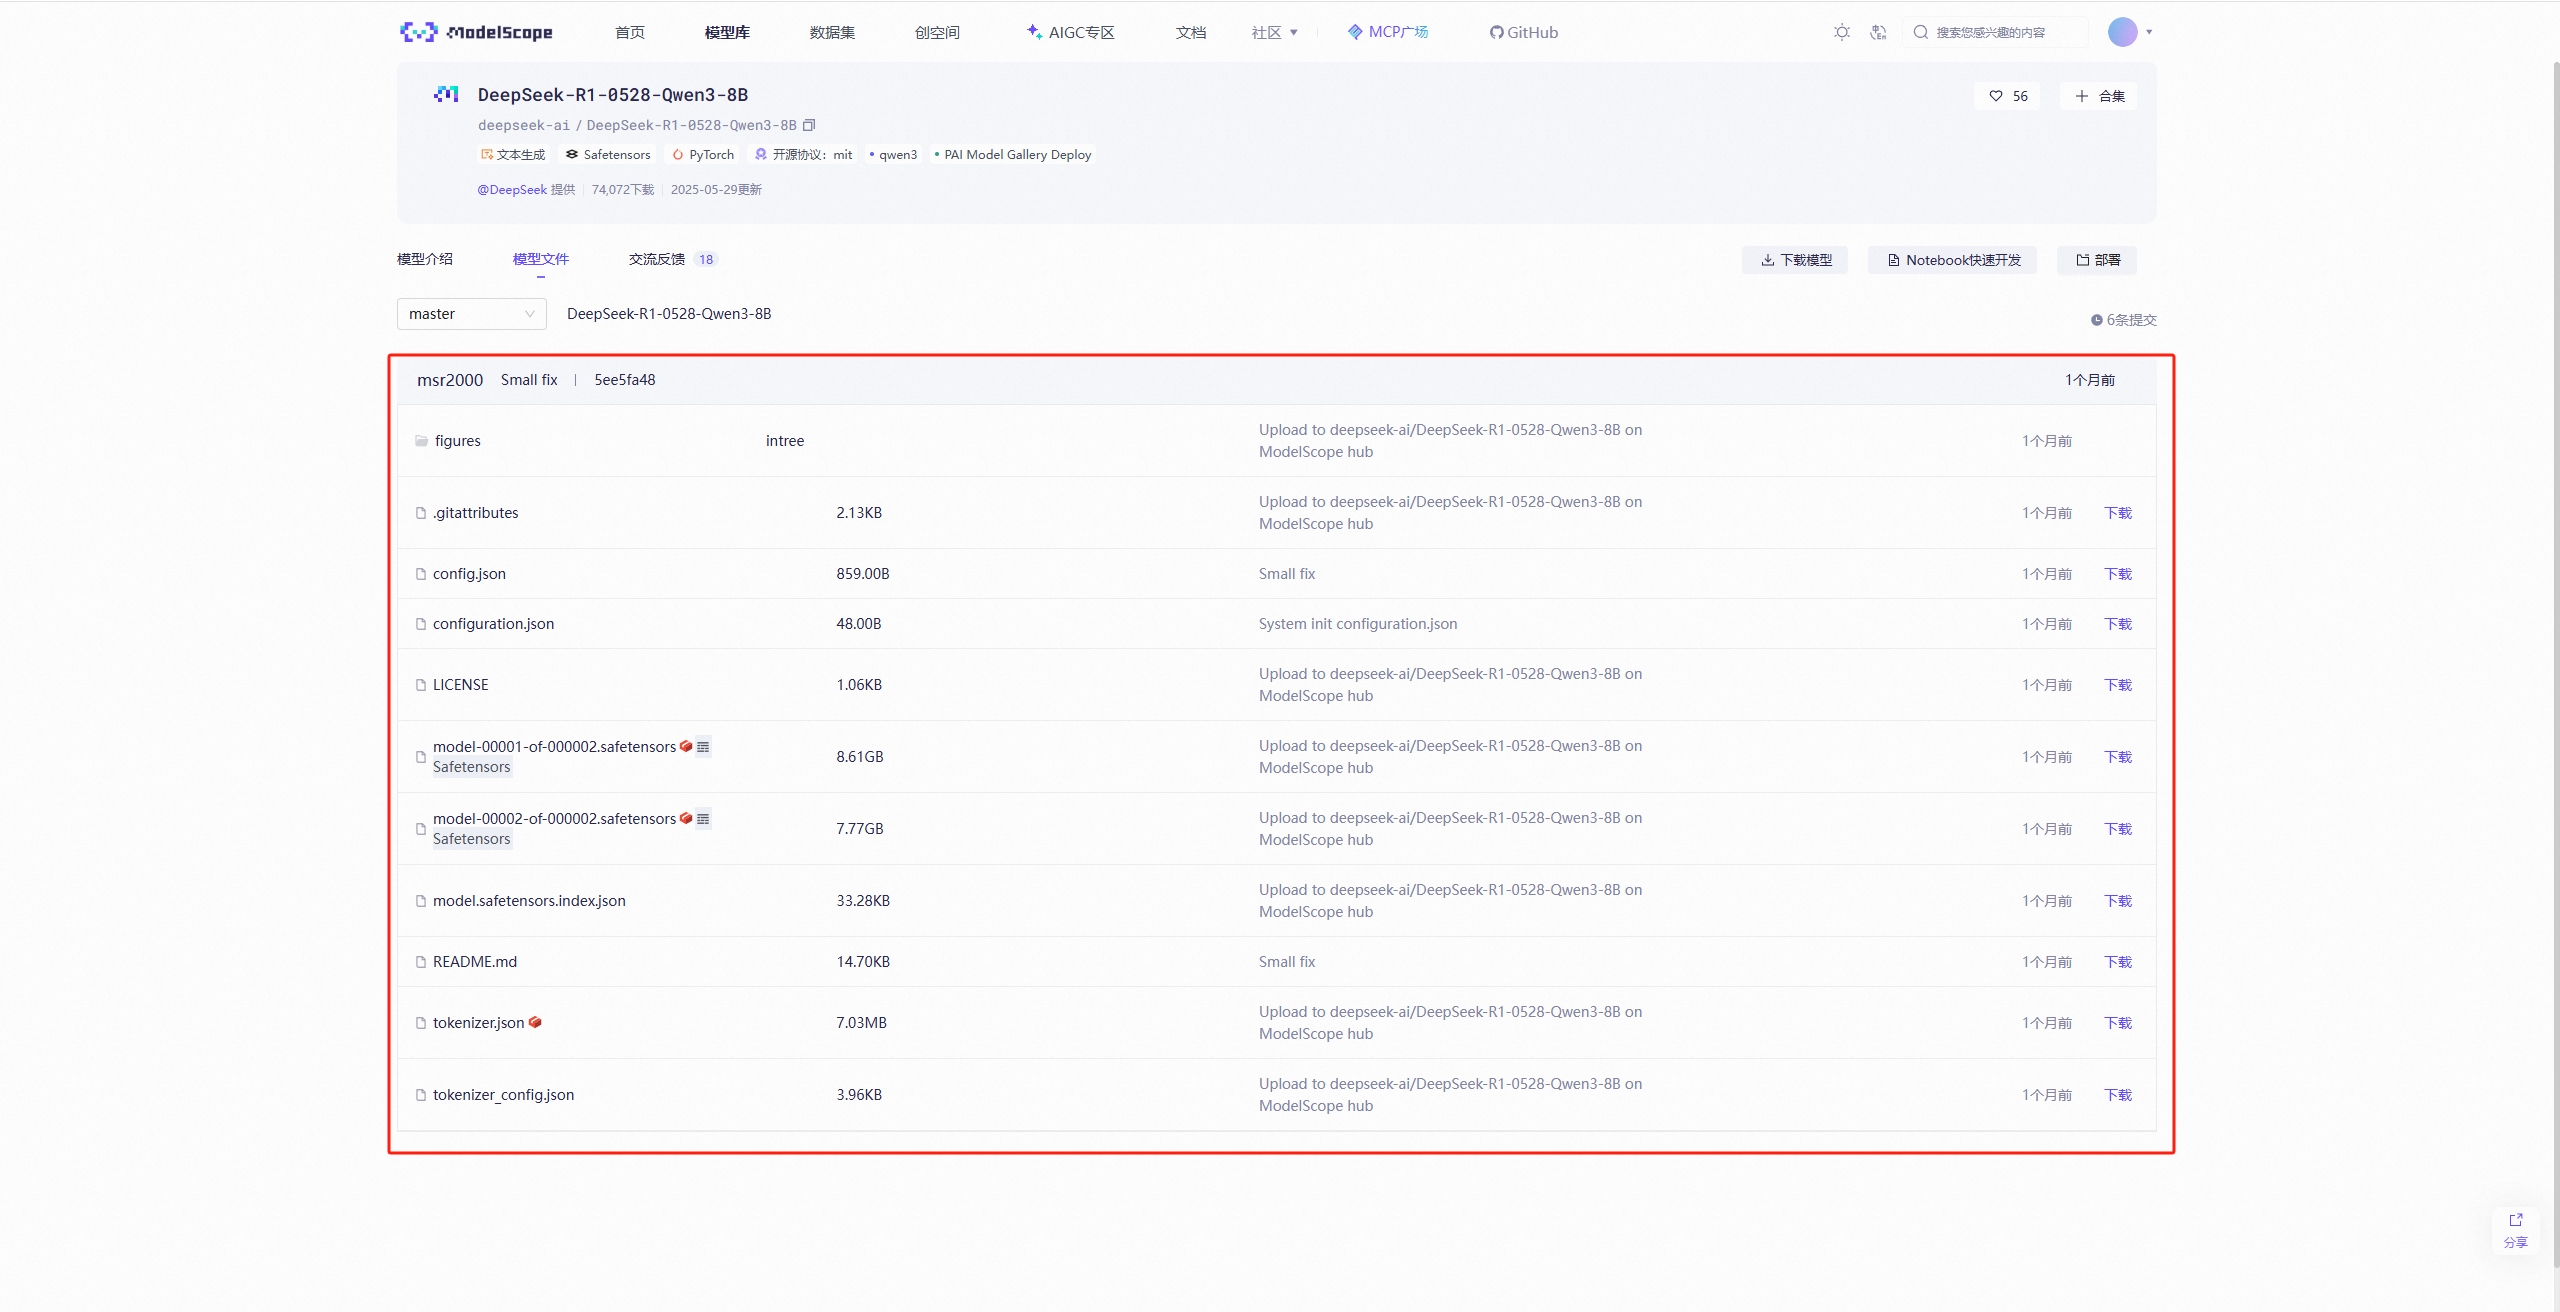 ModelScope 首页 模型库 数据集 创空间 AIGC专区 文档 社区 MCP广场 GitHub 搜索您感兴趣的内容
DeepSeek-R1-0528-Qwen3-8B 56 合集
deepseek-ai / DeepSeek-R1-0528-Qwen3-8B
文本生成 Safetensors PyTorch 开源协议: mit qwen3 PAI Model Gallery Deploy
@DeepSeek 提供 74,072下载 2025-05-29更新
模型介绍 模型文件 交流反馈 18 下载模型 Notebook快速开发 部署
master DeepSeek-R1-0528-Qwen3-8B 6条提交
msr2000 Small fix | 5ee5fa48 1个月前
figures intree Upload to deepseek-ai/DeepSeek-R1-0528-Qwen3-8B on 1个月前
ModelScope hub
.gitattributes 2.13KB Upload to deepseek-ai/DeepSeek-R1-0528-Qwen3-8B on 1个月前 下载
ModelScope hub
config.json 859.00B Small fix 1个月前 下载
configuration.json 48.00B System init configuration.json 1个月前 下载
LICENSE 1.06KB Upload to deepseek-ai/DeepSeek-R1-0528-Qwen3-8B on 1个月前 下载
ModelScope hub
model-00001-of-000002.safetensors 8.61GB Upload to deepseek-ai/DeepSeek-R1-0528-Qwen3-8B on 1个月前 下载
Safetensors ModelScope hub
model-00002-of-000002.safetensors 7.77GB Upload to deepseek-ai/DeepSeek-R1-0528-Qwen3-8B on 1个月前 下载
Safetensors ModelScope hub
model.safetensors.index.json 33.28KB Upload to deepseek-ai/DeepSeek-R1-0528-Qwen3-8B on 1个月前 下载
ModelScope hub
README.md 14.70KB Small fix 1个月前 下载
tokenizer.json 7.03MB Upload to deepseek-ai/DeepSeek-R1-0528-Qwen3-8B on 1个月前 下载
ModelScope hub
tokenizer_config.json 3.96KB Upload to deepseek-ai/DeepSeek-R1-0528-Qwen3-8B on 1个月前 下载
ModelScope hub
分享